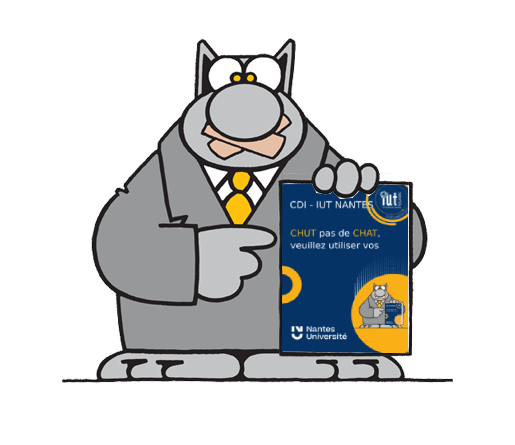 CDI - IUT NANTES
iut
CHUT pas de CHAT,
veuillez utiliser vos
Nantes
Université